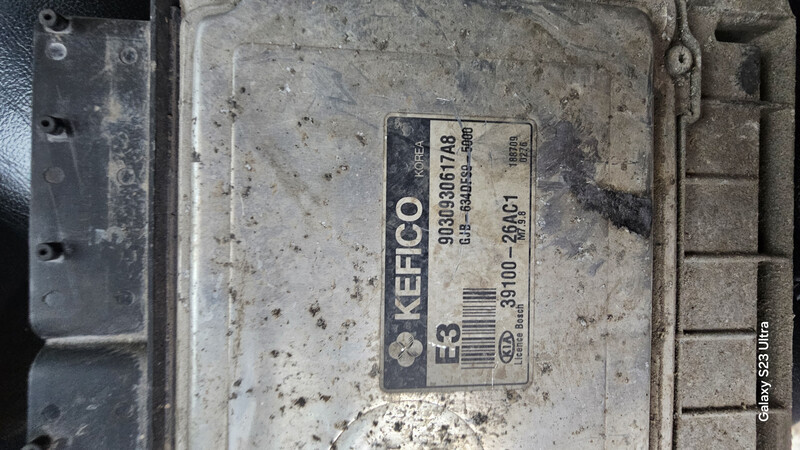 KEFICO KOREA
E3 9030930617A8
GJB-634DFS9-5000
KIA 39100-26AC1 188709
Licence Bosch M7.9.8 0276
Galaxy S23 Ultra